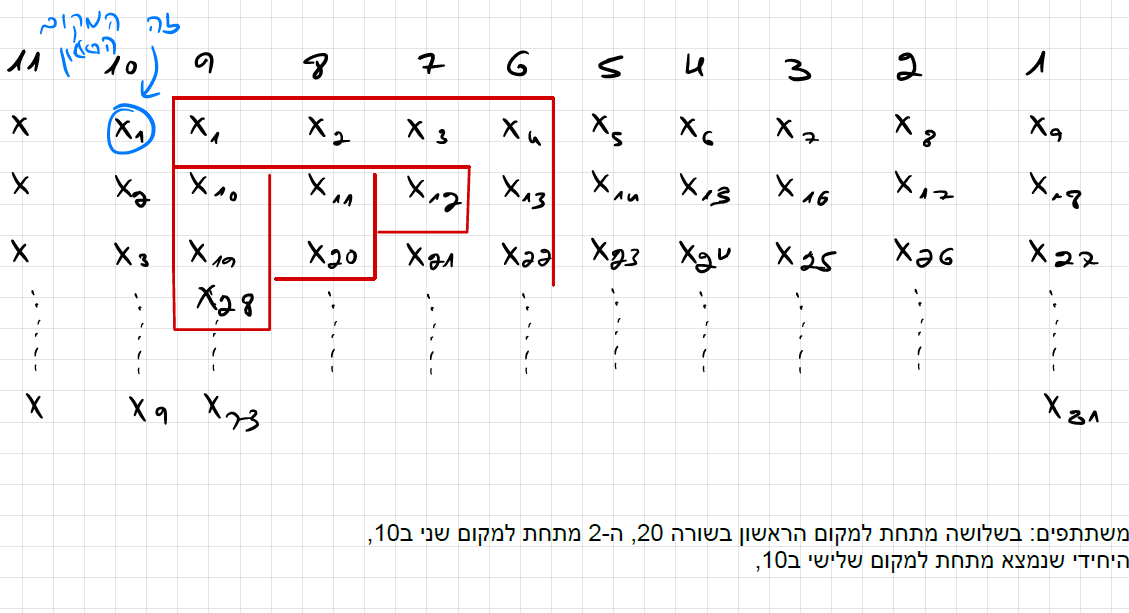 זה המקום
הראשון
11 10 9 8 7 6 5 4 3 2 1
x x₁ x₁ x₂ x₃ x₄ x₅ x₆ x₇ x₈ x₉
x x₂ x₁₀ x₁₁ x₁₂ x₁₃ x₁₄ x₁₅ x₁₆ x₁₇ x₁₈
x x₃ x₁₉ x₂₀ x₂₁ x₂₂ x₂₃ x₂₄ x₂₅ x₂₆ x₂₇
x₂₈
x x₉ x₇₃ x₈₁
משתתפים: בשלושה מתחת למקום הראשון בשורה 20, ה-2 מתחת למקום שני ב10,
היחידי שנמצא מתחת למקום שלישי ב10,